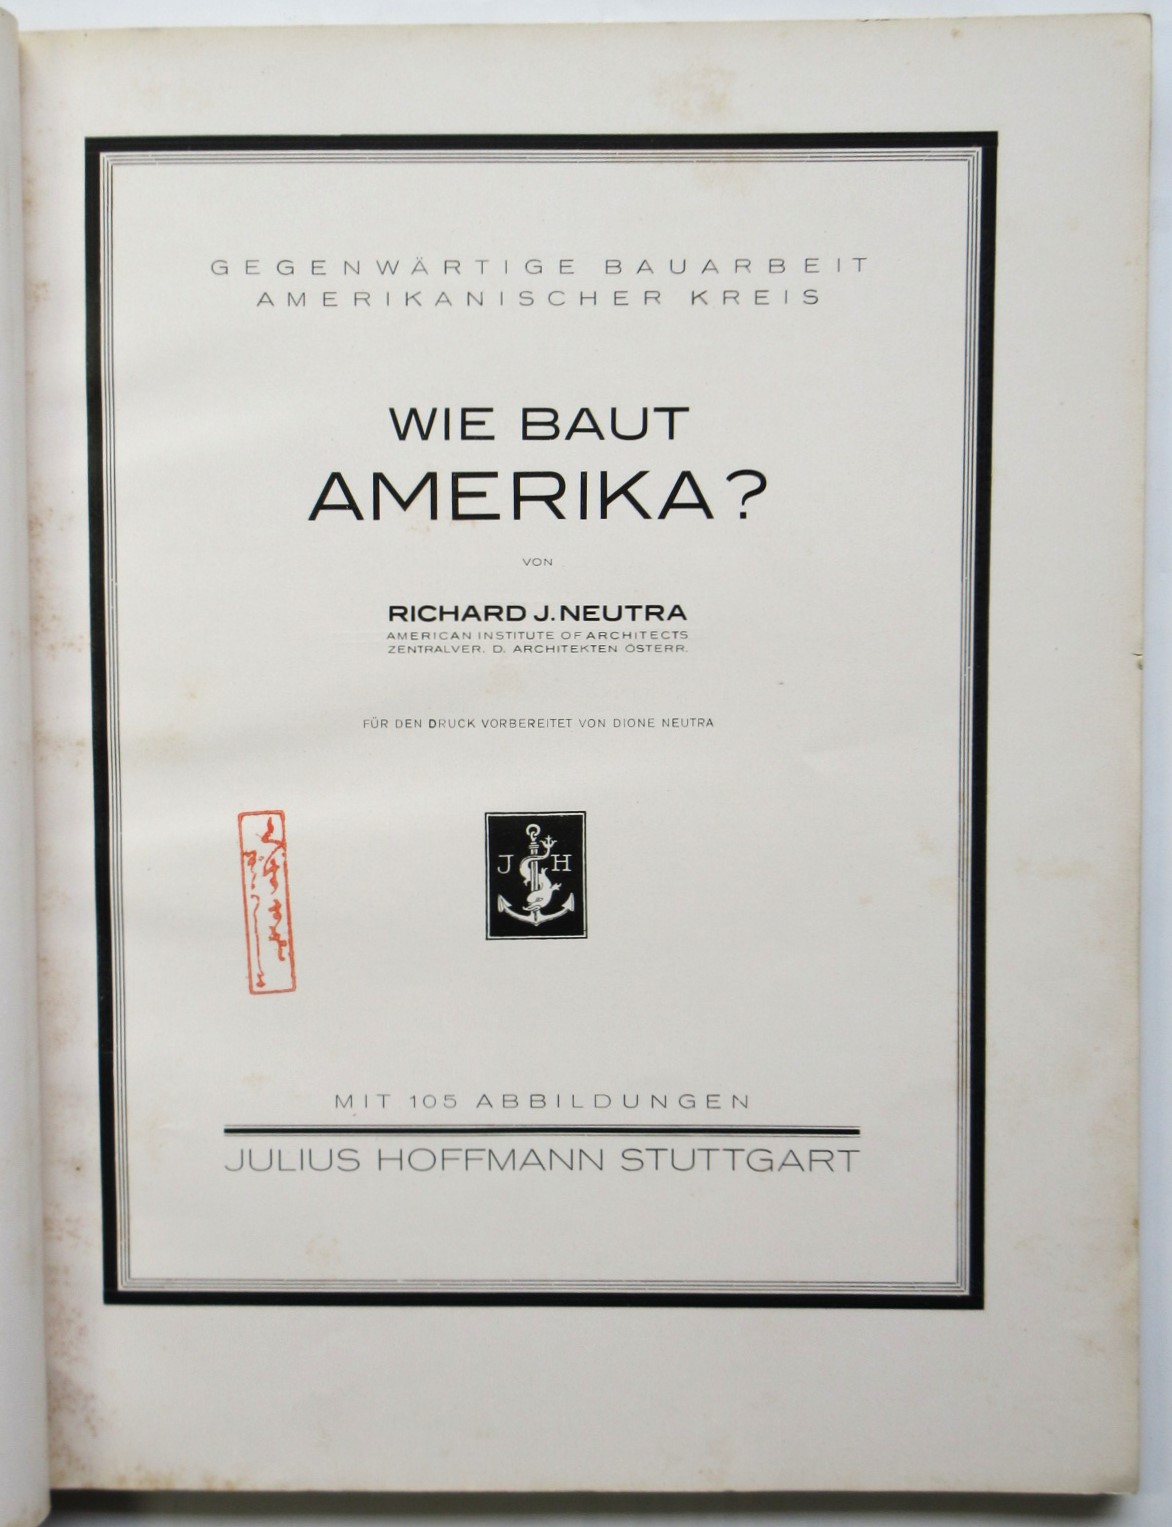 GEGENWÄRTIGE BAUARBEIT
AMERIKANISCHER KREIS
WIE BAUT
AMERIKA?
VON
RICHARD J. NEUTRA
AMERICAN INSTITUTE OF ARCHITECTS
ZENTRALVER. D. ARCHITEKTEN ÖSTERR.
FÜR DEN DRUCK VORBEREITET VON DIONE NEUTRA
J H
MIT 105 ABBILDUNGEN
JULIUS HOFFMANN STUTTGART